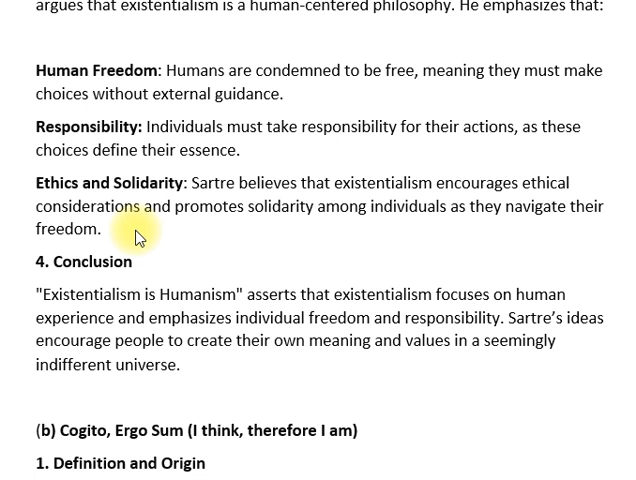 argues that existentialism is a human-centered philosophy. He emphasizes that:
Human Freedom: Humans are condemned to be free, meaning they must make
choices without external guidance.
Responsibility: Individuals must take responsibility for their actions, as these
choices define their essence.
Ethics and Solidarity: Sartre believes that existentialism encourages ethical
considerations and promotes solidarity among individuals as they navigate their
freedom.
4. Conclusion
"Existentialism is Humanism" asserts that existentialism focuses on human
experience and emphasizes individual freedom and responsibility. Sartre’s ideas
encourage people to create their own meaning and values in a seemingly
indifferent universe.
(b) Cogito, Ergo Sum (I think, therefore I am)
1. Definition and Origin